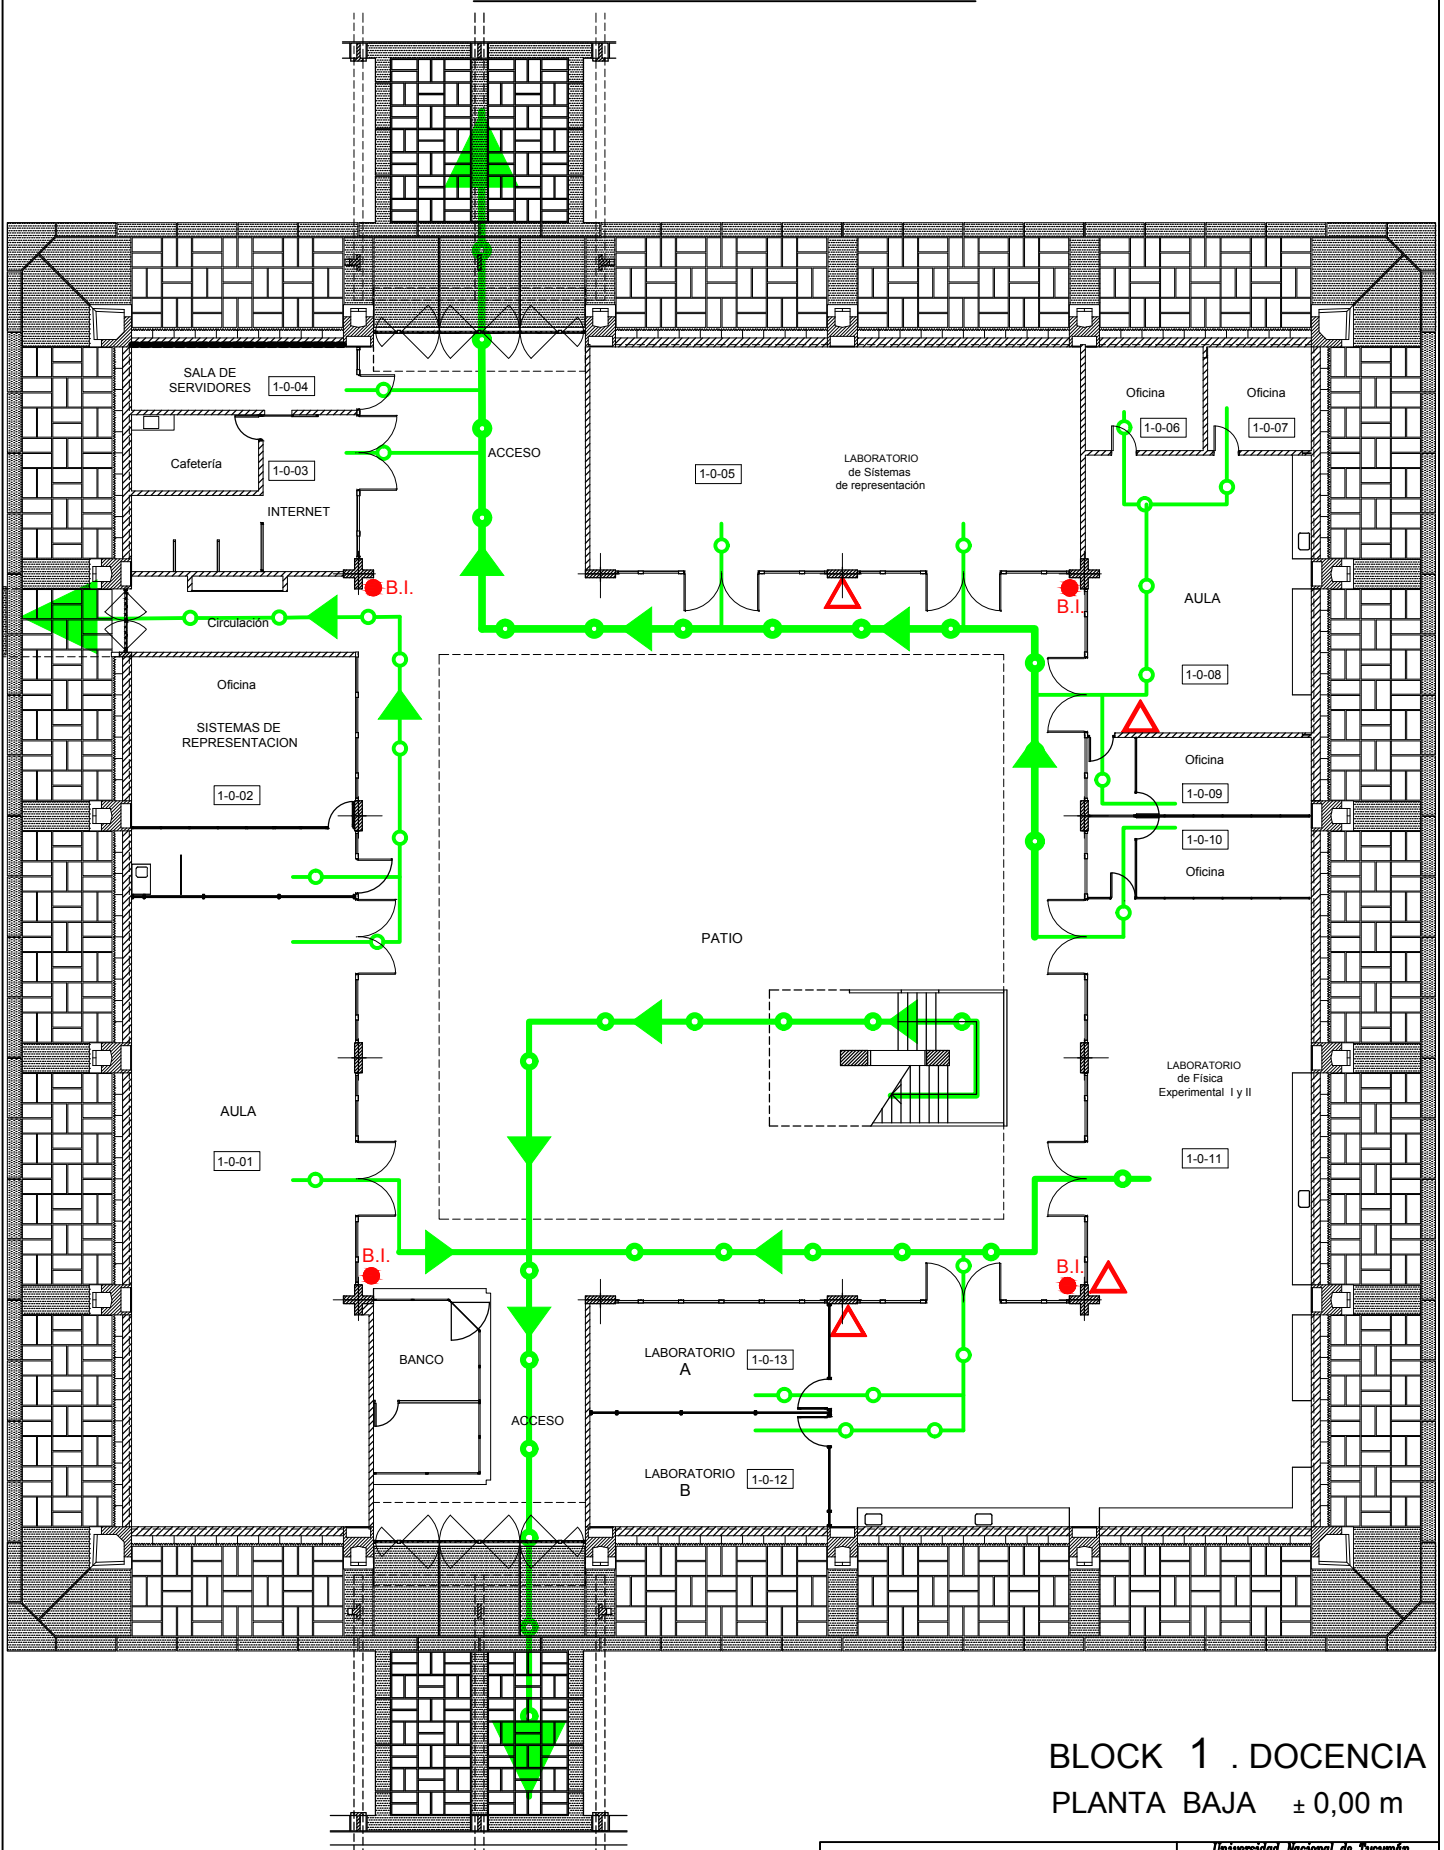 SALA DE
SERVIDORES
1-0-04
Cafetería
1-0-03
INTERNET
ACCESO
1-0-05
LABORATORIO
de Sistemas
de representación
Oficina
1-0-06
Oficina
1-0-07
B.I.
B.I.
AULA
1-0-08
Circulación
Oficina
SISTEMAS DE
REPRESENTACION
1-0-02
Oficina
1-0-09
1-0-10
Oficina
PATIO
AULA
1-0-01
LABORATORIO
de Física
Experimental I y II
1-0-11
B.I.
B.I.
BANCO
ACCESO
LABORATORIO
A
1-0-13
LABORATORIO
B
1-0-12
BLOCK 1 . DOCENCIA
PLANTA BAJA ± 0,00 m
Universidad Nacional de Tucumán